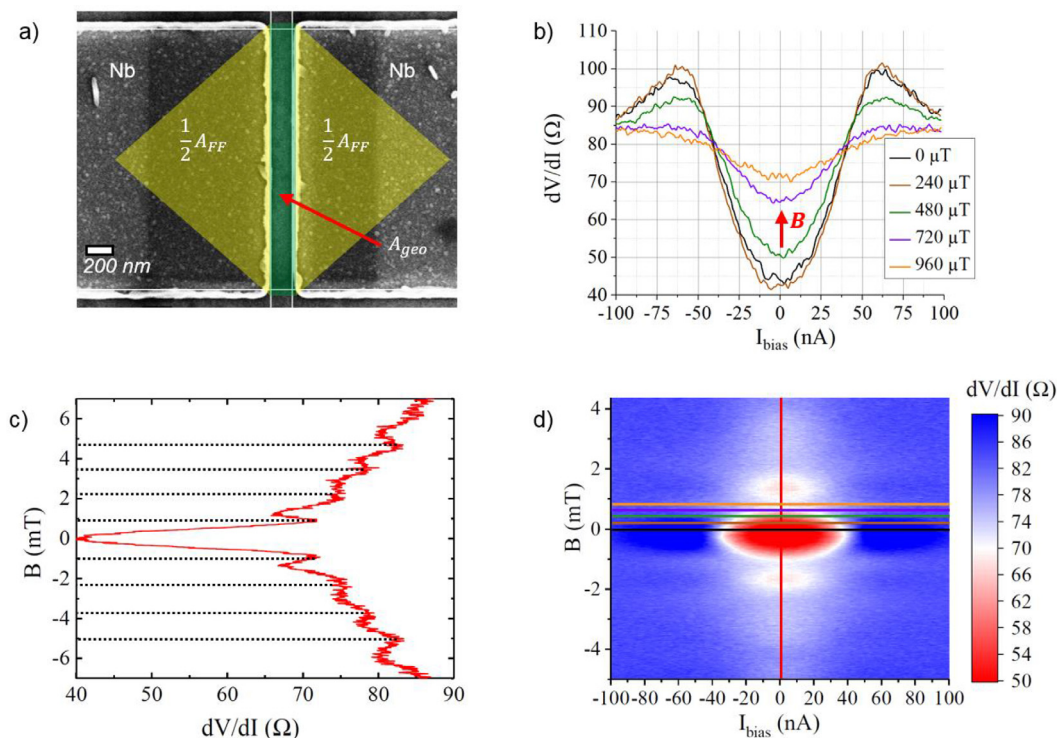 a)
Nb
Nb
1/2 A_FF
1/2 A_FF
A_geo
200 nm
b)
110
100
90
80
70
60
50
40
dV/dI (Ω)
-100 -75 -50 -25 0 25 50 75 100
I_bias (nA)
B
0 μT
240 μT
480 μT
720 μT
960 μT
c)
6
4
2
0
-2
-4
-6
B (mT)
40 50 60 70 80 90
dV/dI (Ω)
d)
4
2
0
-2
-4
B (mT)
-100 -80 -60 -40 -20 0 20 40 60 80 100
I_bias (nA)
dV/dI (Ω)
90
86
82
78
74
70
66
62
58
54
50